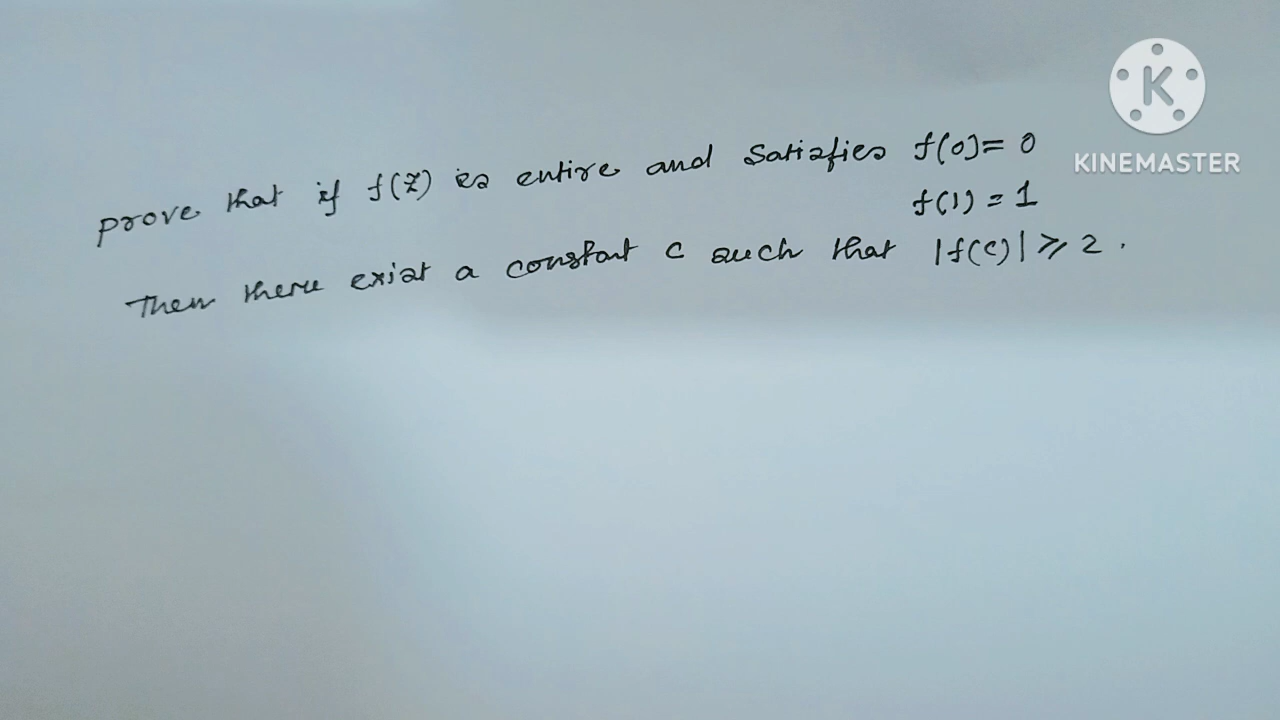 prove that if f(z) is entire and satisfies f(0) = 0
f(1) = 1
Then there exist a constant c such that |f(c)| ≥ 2.
K
KINEMASTER